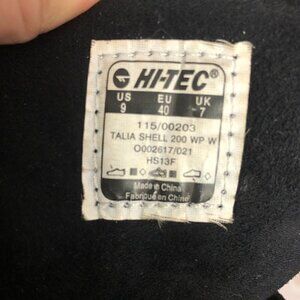 HI-TEC®
US EU UK
9 40 7
115/00203
TALIA SHELL 200 WP W
O002617/021
HS13F
Made in China
Fabriqué en China